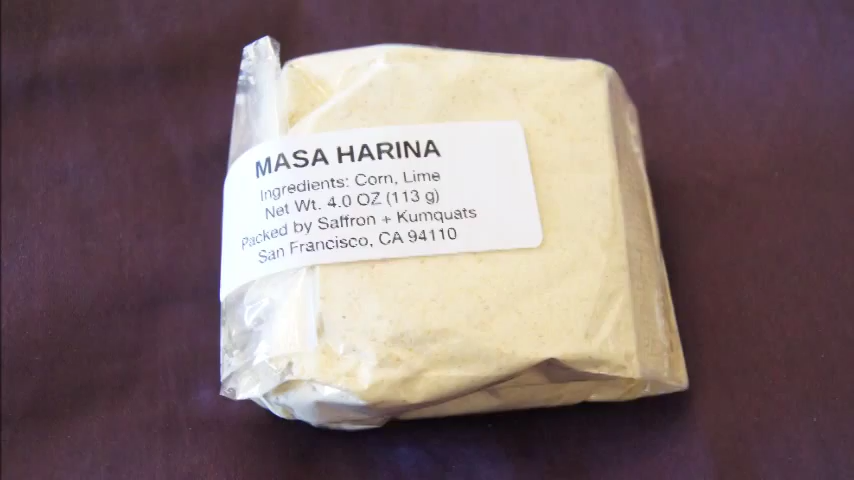 MASA HARINA
Ingredients: Corn, Lime
Net Wt. 4.0 OZ (113 g)
Packed by Saffron + Kumquats
San Francisco, CA 94110